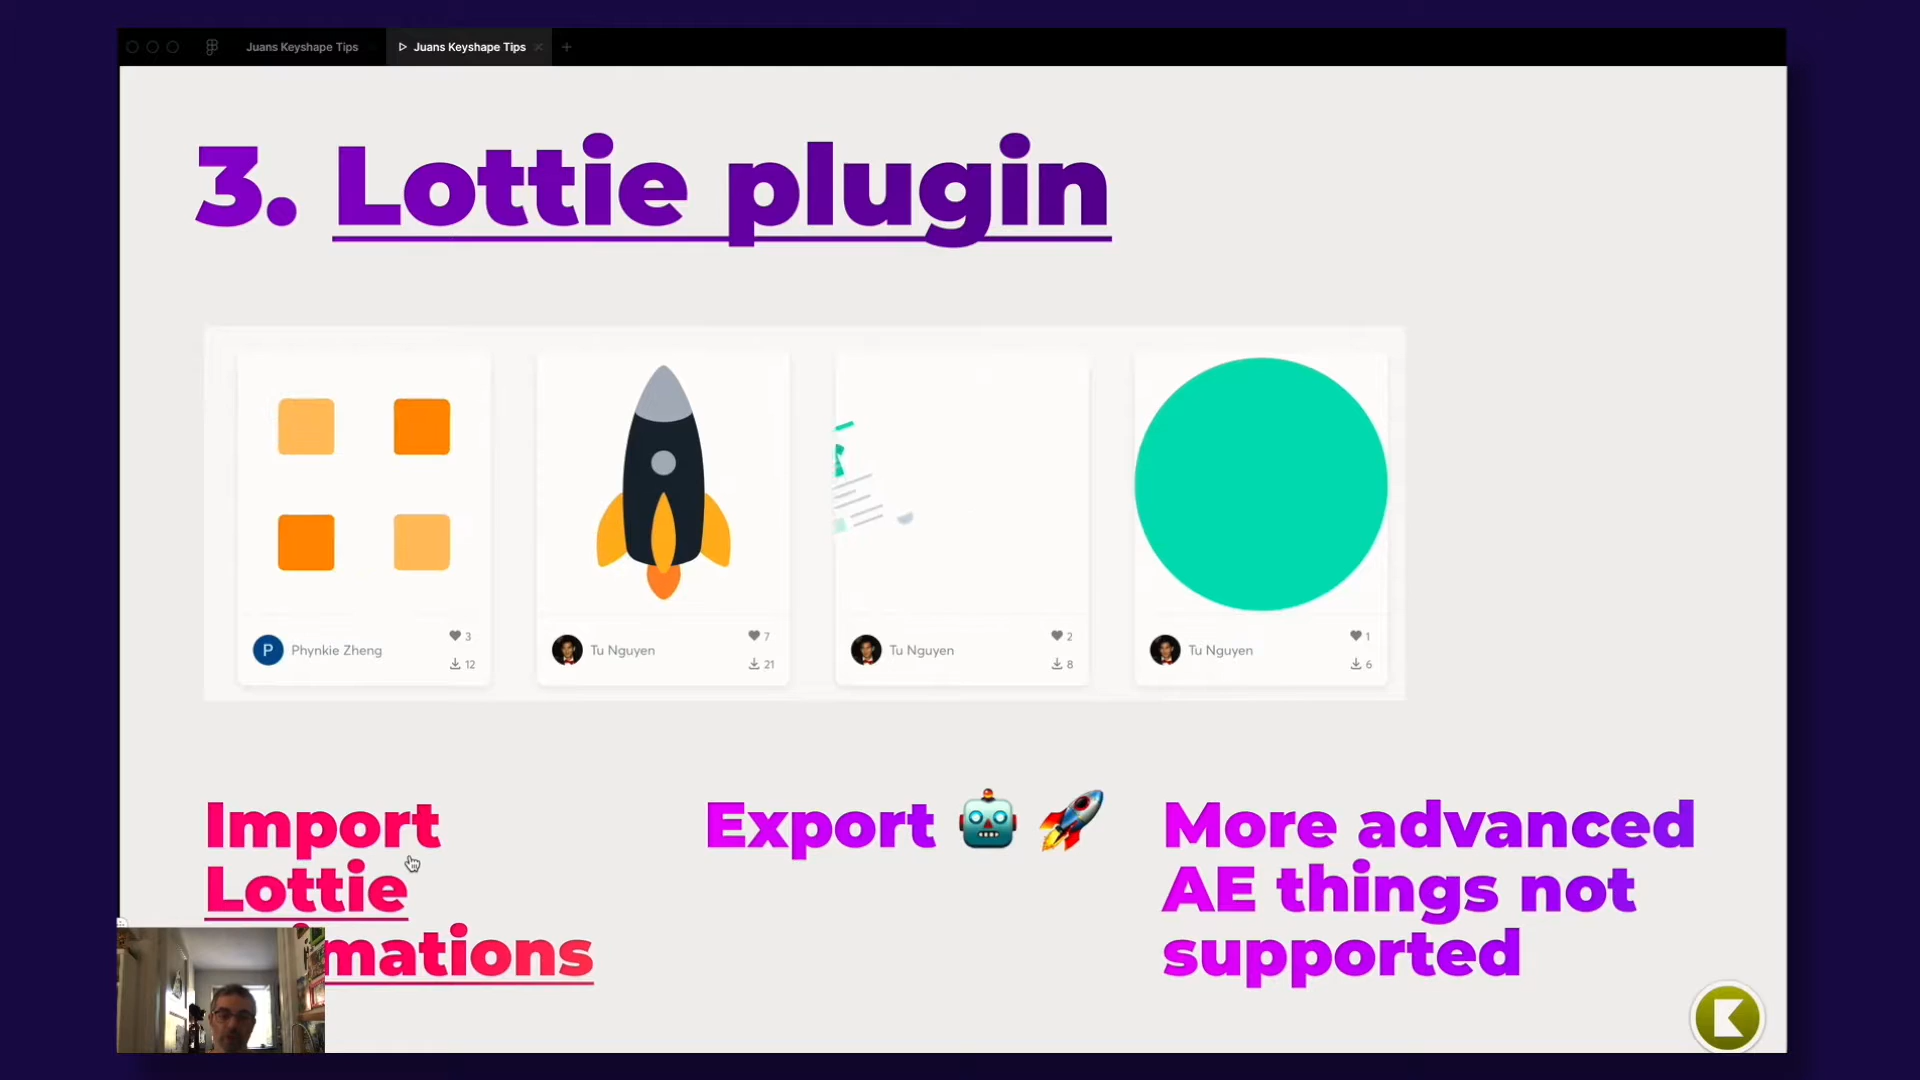 Juans Keyshape Tips
Juans Keyshape Tips
3. Lottie plugin
P Phynkie Zheng
3
12
Tu Nguyen
7
21
Tu Nguyen
2
8
Tu Nguyen
1
6
Import
Lottie
imations
Export
More advanced
AE things not
supported
K